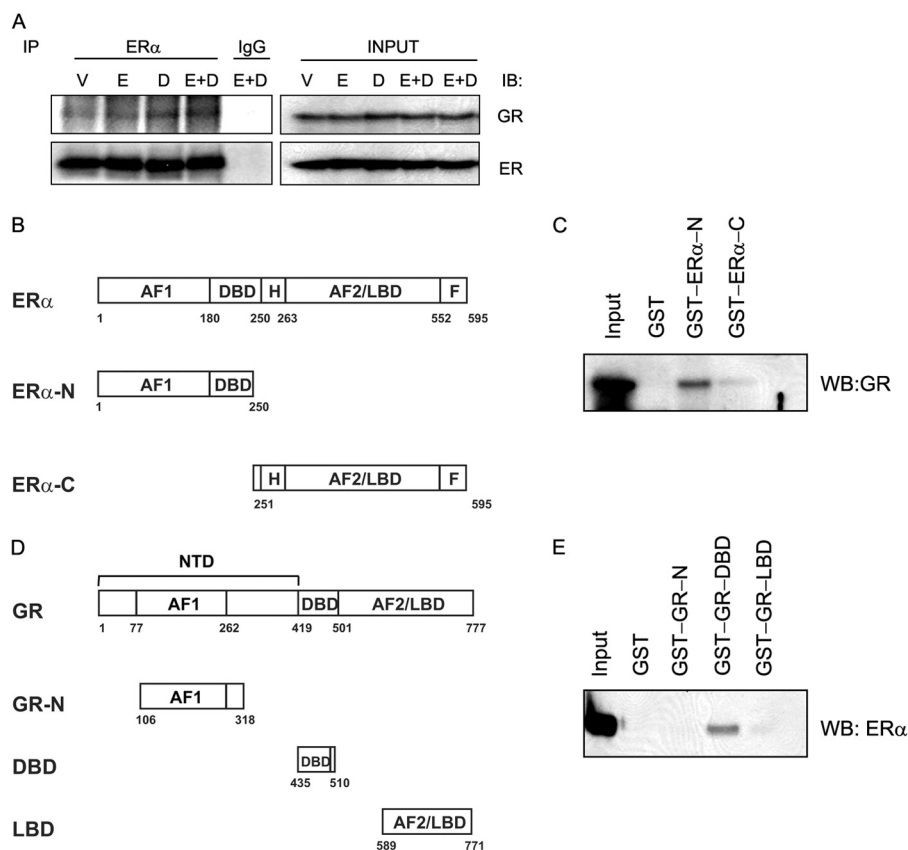 A
IP ERα IgG INPUT
V E D E+D E+D V E D E+D E+D IB:
GR
ER
B
ERα AF1 DBD H AF2/LBD F
1 180 250 263 552 595
ERα-N AF1 DBD
1 250
ERα-C H AF2/LBD F
251 595
C
Input GST GST–ERα–N GST–ERα–C
WB:GR
D
NTD
GR AF1 DBD AF2/LBD
1 77 262 419 501 777
GR-N AF1
106 318
DBD DBD
435 510
LBD AF2/LBD
589 771
E
Input GST GST–GR–N GST–GR–DBD GST–GR–LBD
WB: ERα